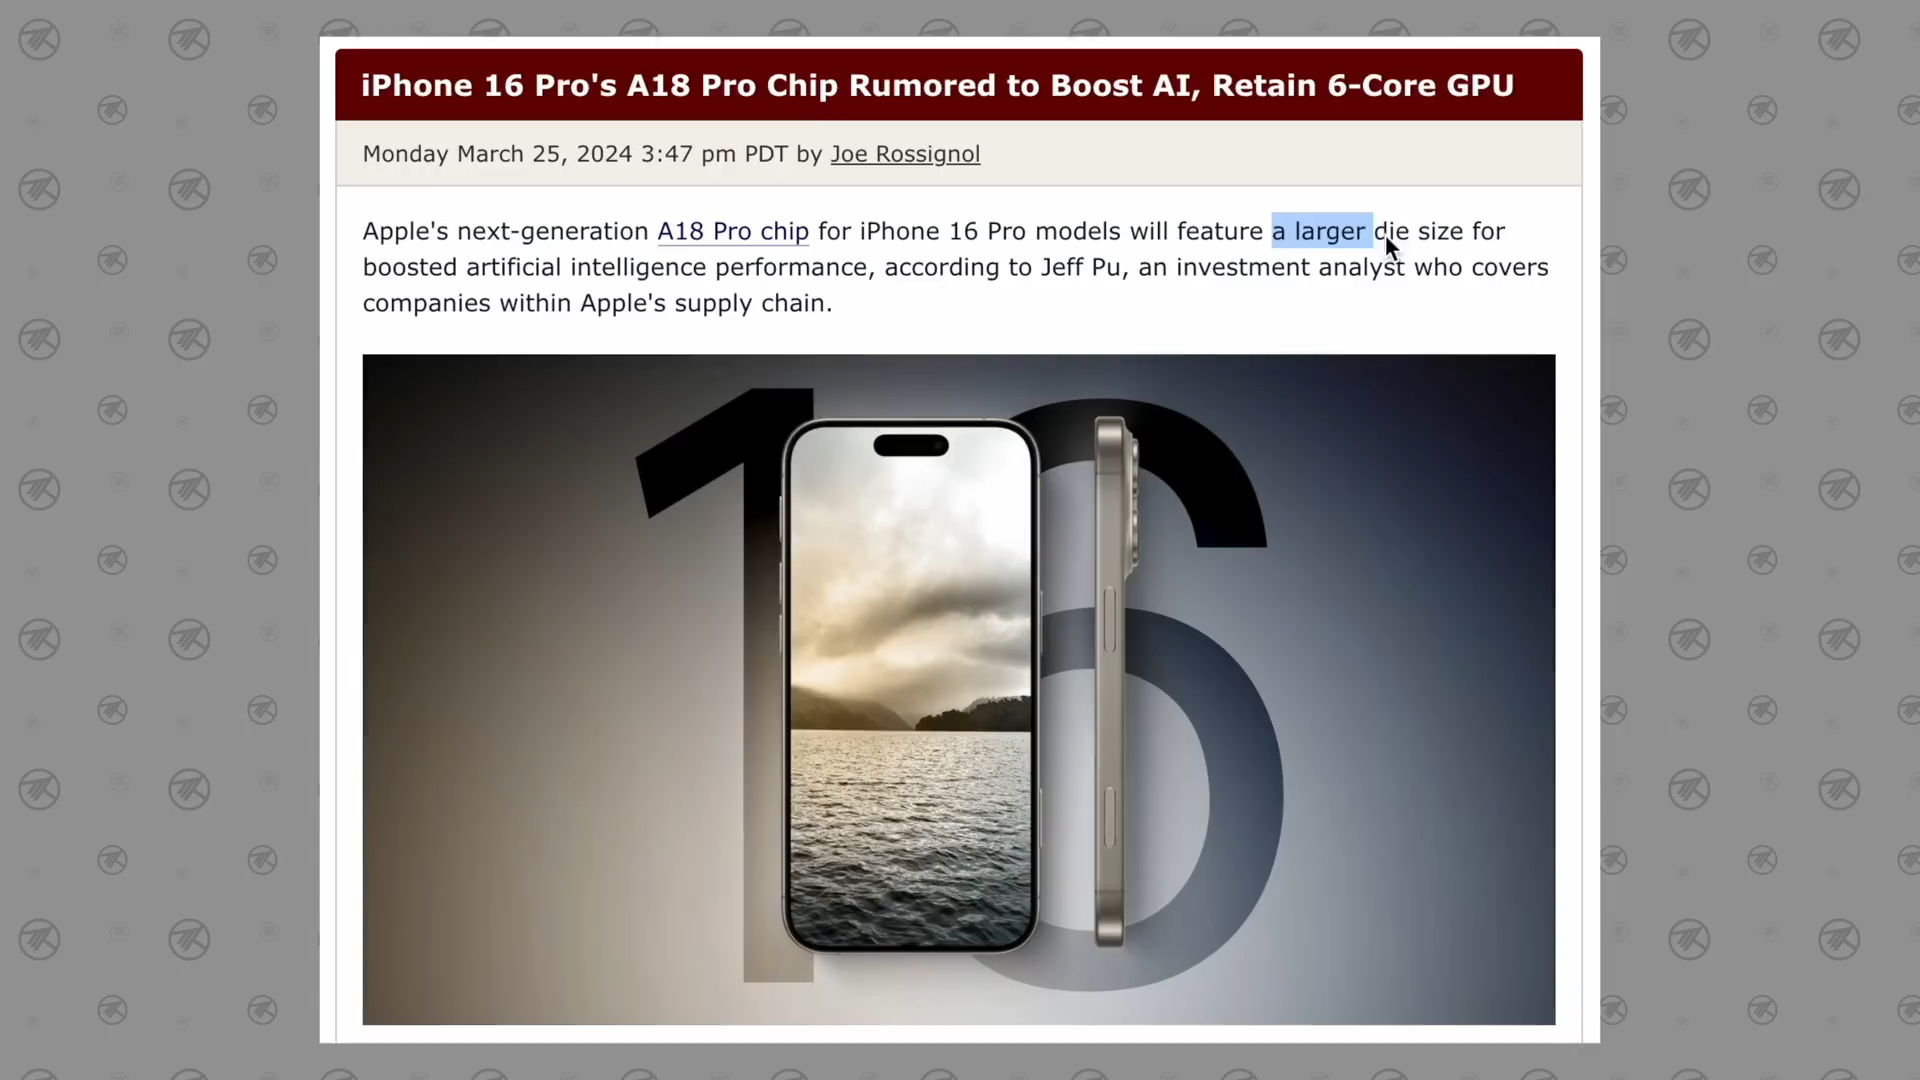 iPhone 16 Pro's A18 Pro Chip Rumored to Boost AI, Retain 6-Core GPU
Monday March 25, 2024 3:47 pm PDT by Joe Rossignol
Apple's next-generation A18 Pro chip for iPhone 16 Pro models will feature a larger die size for
boosted artificial intelligence performance, according to Jeff Pu, an investment analyst who covers
companies within Apple's supply chain.
16